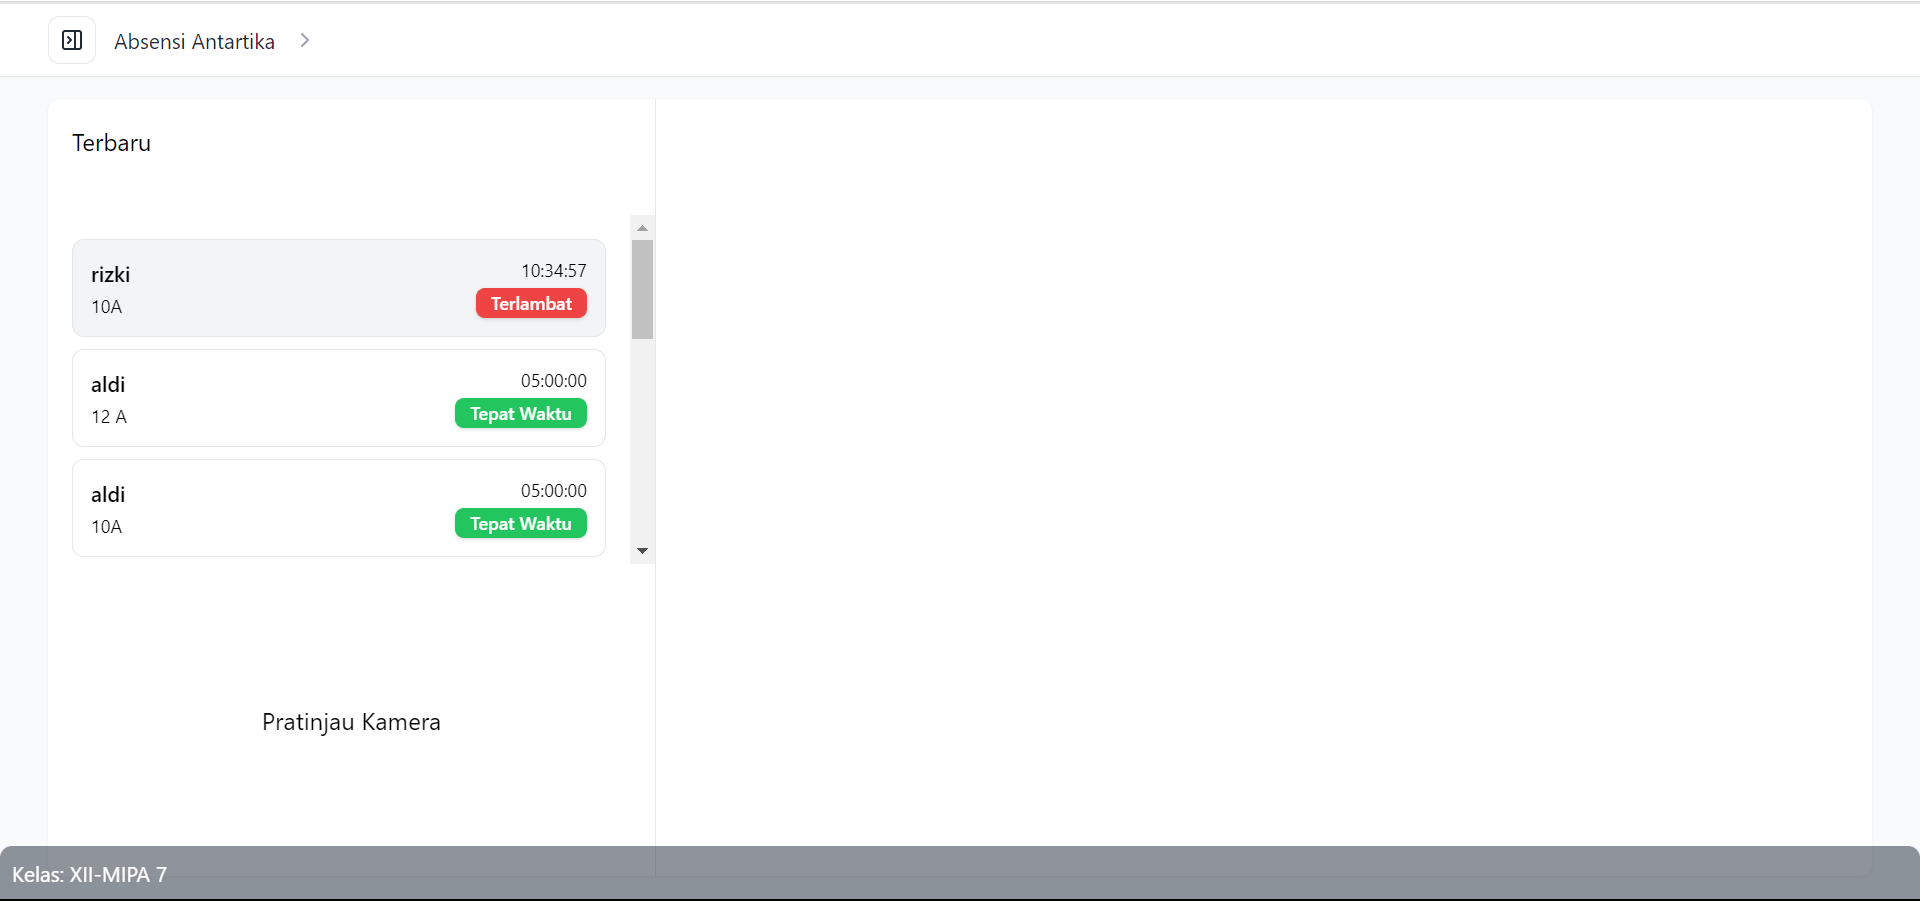 Absensi Antartika
Terbaru
rizki
10:34:57
10A
Terlambat
aldi
05:00:00
12 A
Tepat Waktu
aldi
05:00:00
10A
Tepat Waktu
Pratinjau Kamera
Kelas: XII-MIPA 7